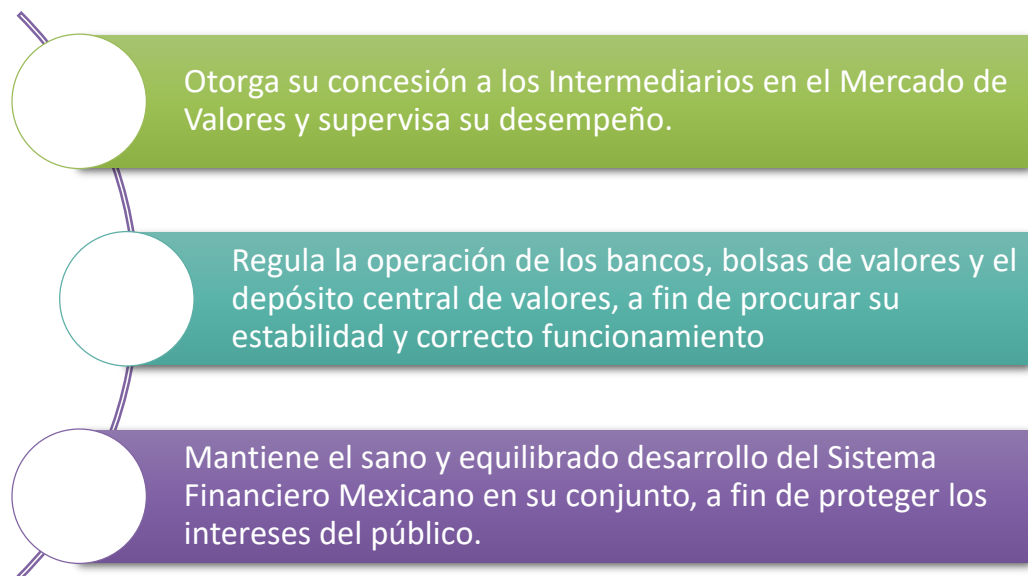 Otorga su concesión a los Intermediarios en el Mercado de
Valores y supervisa su desempeño.
Regula la operación de los bancos, bolsas de valores y el
depósito central de valores, a fin de procurar su
estabilidad y correcto funcionamiento
Mantiene el sano y equilibrado desarrollo del Sistema
Financiero Mexicano en su conjunto, a fin de proteger los
intereses del público.